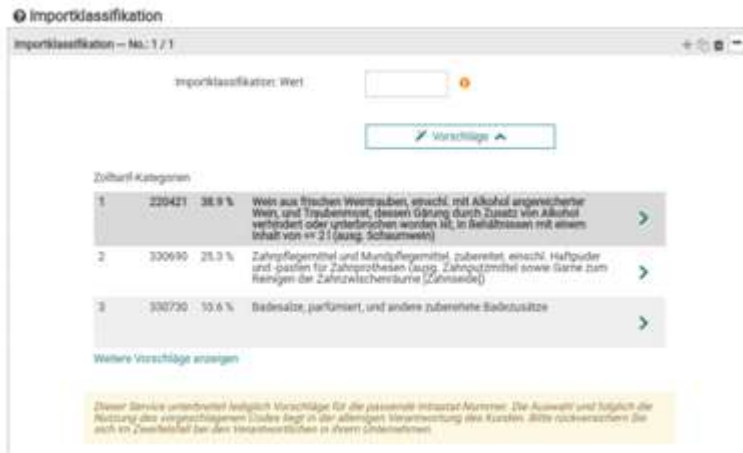 Importklassifikation
Importklassifikation — No.: 1 / 1
Importklassifikation: Wert
Vorschläge
Zolltarif-Kategorien
1 220421 38.9 % Wein aus frischen Weintrauben, einschl. mit Alkohol angereicherter
Wein, und Traubenmost, dessen Gärung durch Zusatz von Alkohol
verhindert oder unterbrochen worden ist, in Behältnissen mit einem
Inhalt von <= 2 l (ausg. Schaumwein)
2 330690 25.3 % Zahnpflegemittel und Mundpflegemittel, zubereitet, einschl. Haftpuder
und -pasten für Zahnprothesen (ausg. Zahnputzmittel sowie Garne zum
Reinigen der Zahnzwischenräume [Zahnseide])
3 330730 10.6 % Badesalze, parfümiert, und andere zubereitete Badezusätze
Weitere Vorschläge anzeigen
Dieser Service unterbreitet lediglich Vorschläge für die passende Intrastat Nummer. Die Auswahl und folglich die
Nutzung des vorgeschlagenen Codes liegt in der alleinigen Verantwortung des Kunden. Bitte rückversichern Sie
sich im Zweifelsfall bei den Verantwortlichen in Ihrem Unternehmen.